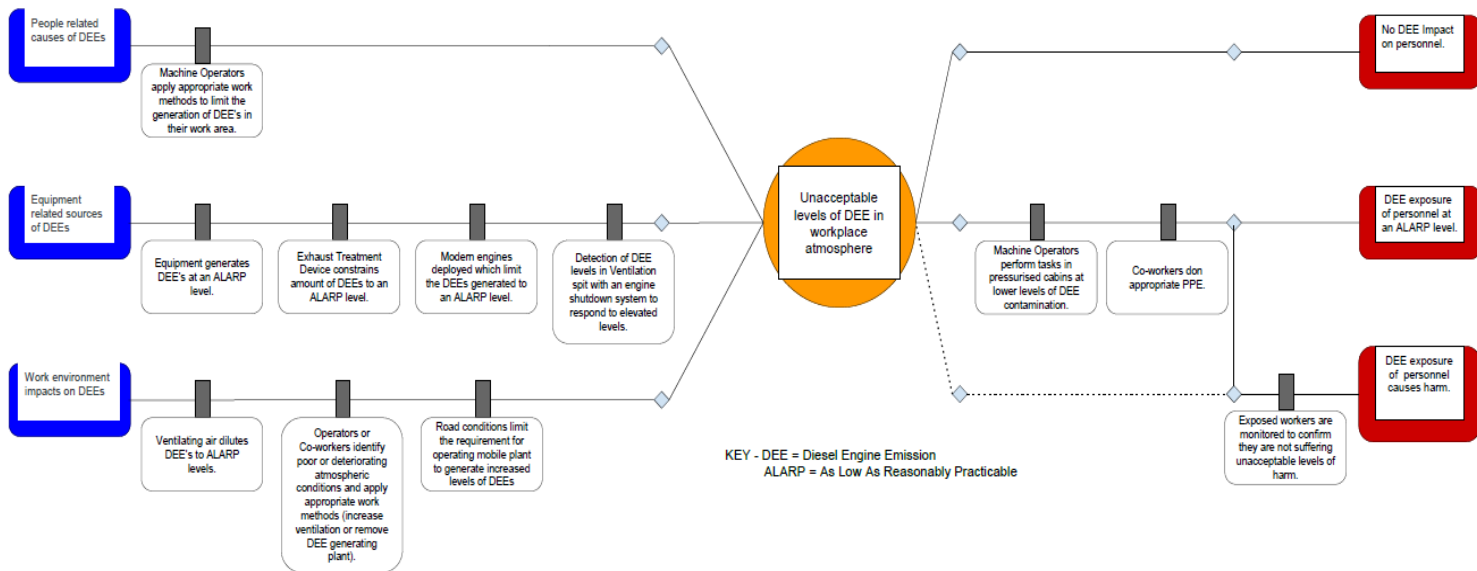 People related
causes of DEEs
Machine Operators
apply appropriate work
methods to limit the
generation of DEE's in
their work area.
Equipment
related sources
of DEEs
Equipment generates
DEE's at an ALARP
level.
Exhaust Treatment
Device constrains
amount of DEEs to an
ALARP level.
Modern engines
deployed which limit
the DEEs generated to
an ALARP level.
Detection of DEE
levels in Ventilation
spit with an engine
shutdown system to
respond to elevated
levels.
Work environment
impacts on DEEs
Ventilating air dilutes
DEE's to ALARP
levels.
Operators or
Co-workers identify
poor or deteriorating
atmospheric
conditions and apply
appropriate work
methods (increase
ventilation or remove
DEE generating
plant).
Road conditions limit
the requirement for
operating mobile plant
to generate increased
levels of DEEs
Unacceptable
levels of DEE in
workplace
atmosphere
No DEE Impact
on personnel.
Machine Operators
perform tasks in
pressurised cabins at
lower levels of DEE
contamination.
Co-workers don
appropriate PPE.
DEE exposure
of personnel at
an ALARP level.
DEE exposure
of personnel
causes harm.
Exposed workers are
monitored to confirm
they are not suffering
unacceptable levels of
harm.
KEY - DEE = Diesel Engine Emission
ALARP = As Low As Reasonably Practicable